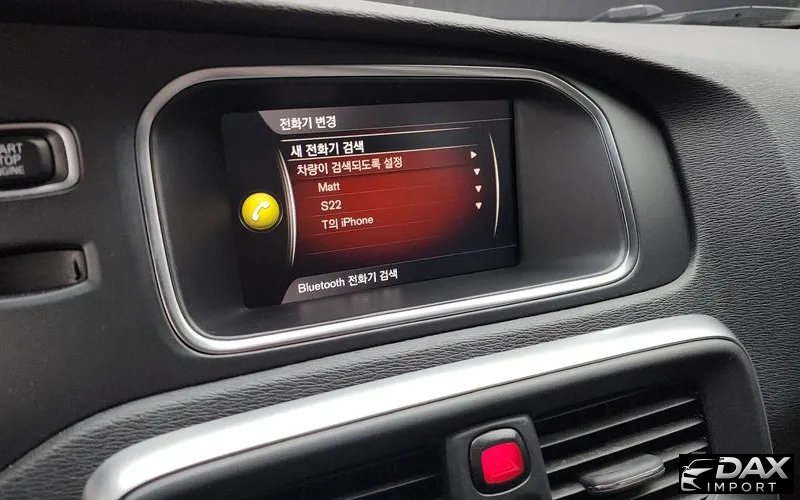 전화기 변경
새 전화기 검색
차량이 검색되도록 설정
Matt
S22
T의 iPhone
Bluetooth 전화기 검색
START
STOP
ENGINE
DAX
IMPORT